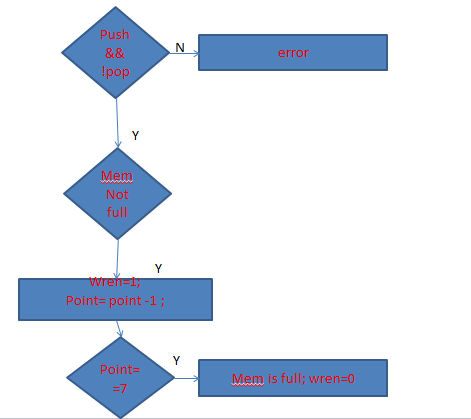 Push
&&
!pop
N
error
Y
Mem
Not
full
Y
Wren=1;
Point= point -1 ;
Point=
=7
Y
Mem is full; wren=0